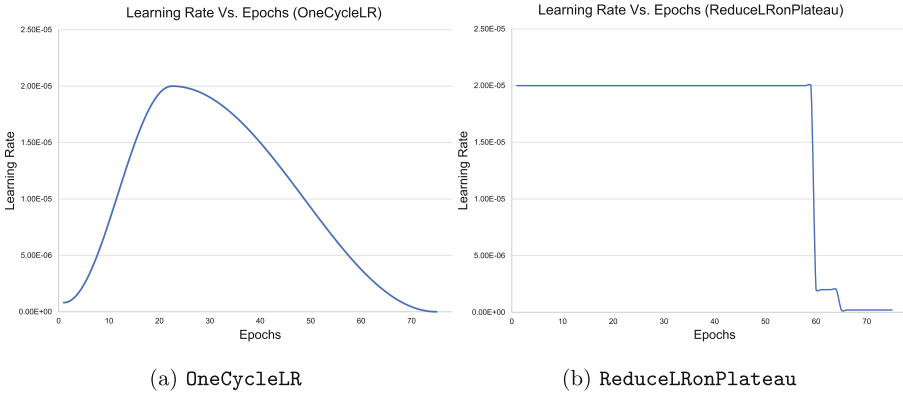 Learning Rate Vs. Epochs (OneCycleLR)
2.50E-05
2.00E-05
1.50E-05
1.00E-05
5.00E-06
0.00E+00
Learning Rate
0 10 20 30 40 50 60 70
Epochs
(a) OneCycleLR
Learning Rate Vs. Epochs (ReduceLRonPlateau)
2.50E-05
2.00E-05
1.50E-05
1.00E-05
5.00E-06
0.00E+00
Learning Rate
0 10 20 30 40 50 60 70
Epochs
(b) ReduceLRonPlateau